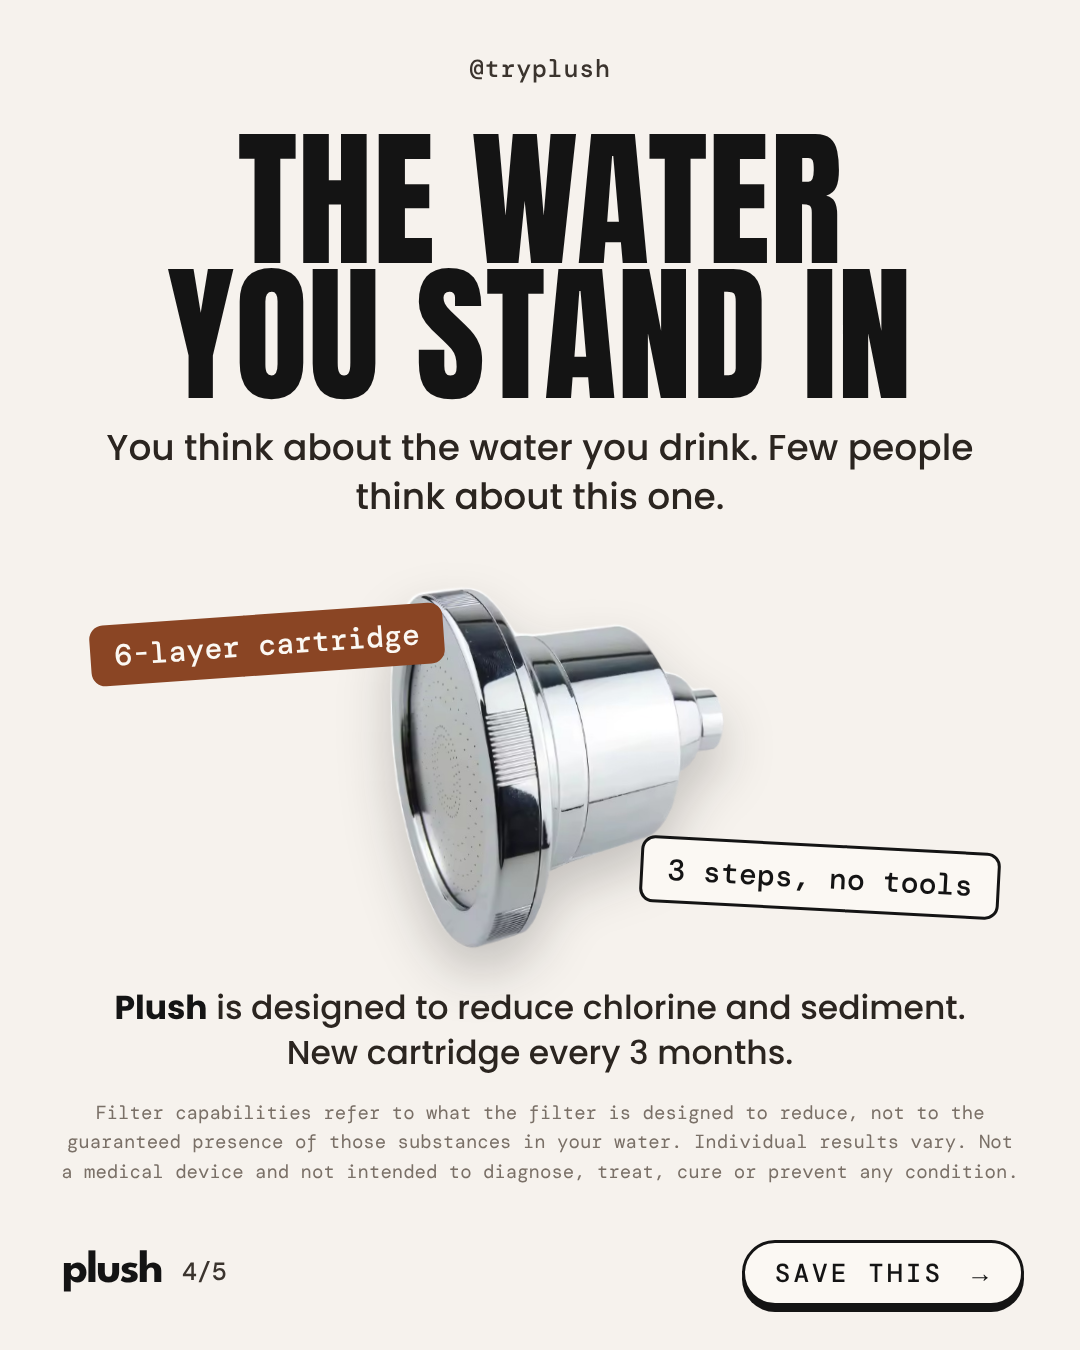 @tryplush
THE WATER
YOU STAND IN
You think about the water you drink. Few people
think about this one.
6-layer cartridge
3 steps, no tools
Plush is designed to reduce chlorine and sediment.
New cartridge every 3 months.
Filter capabilities refer to what the filter is designed to reduce, not to the
guaranteed presence of those substances in your water. Individual results vary. Not
a medical device and not intended to diagnose, treat, cure or prevent any condition.
plush 4/5
SAVE THIS →